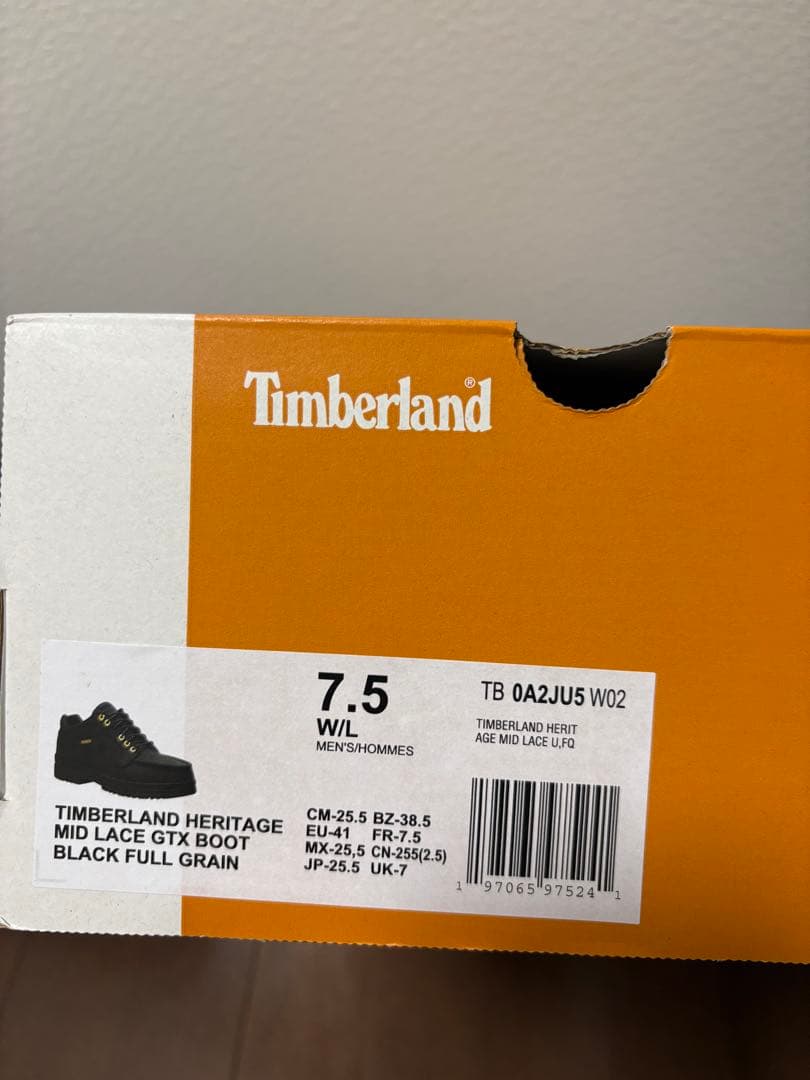 Timberland®
7.5
W/L
MEN'S/HOMMES
TB 0A2JU5 W02
TIMBERLAND HERIT
AGE MID LACE U,FQ
TIMBERLAND HERITAGE
MID LACE GTX BOOT
BLACK FULL GRAIN
CM-25.5 BZ-38.5
EU-41 FR-7.5
MX-25,5 CN-255(2.5)
JP-25.5 UK-7
1 97065 97524 1